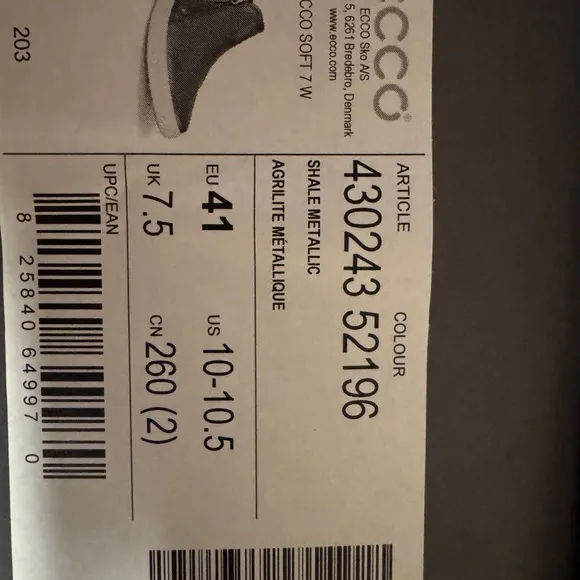 ECCO®
ECCO Sko A/S
5, 6261 Bredebro, Denmark
www.ecco.com
CCO SOFT 7 W
203
ARTICLE COLOUR
430243 52196
SHALE METALLIC
AGRILITE MÉTALLIQUE
EU 41 US 10-10.5
UK 7.5 CN 260 (2)
UPC/EAN
8 25840 64997 0